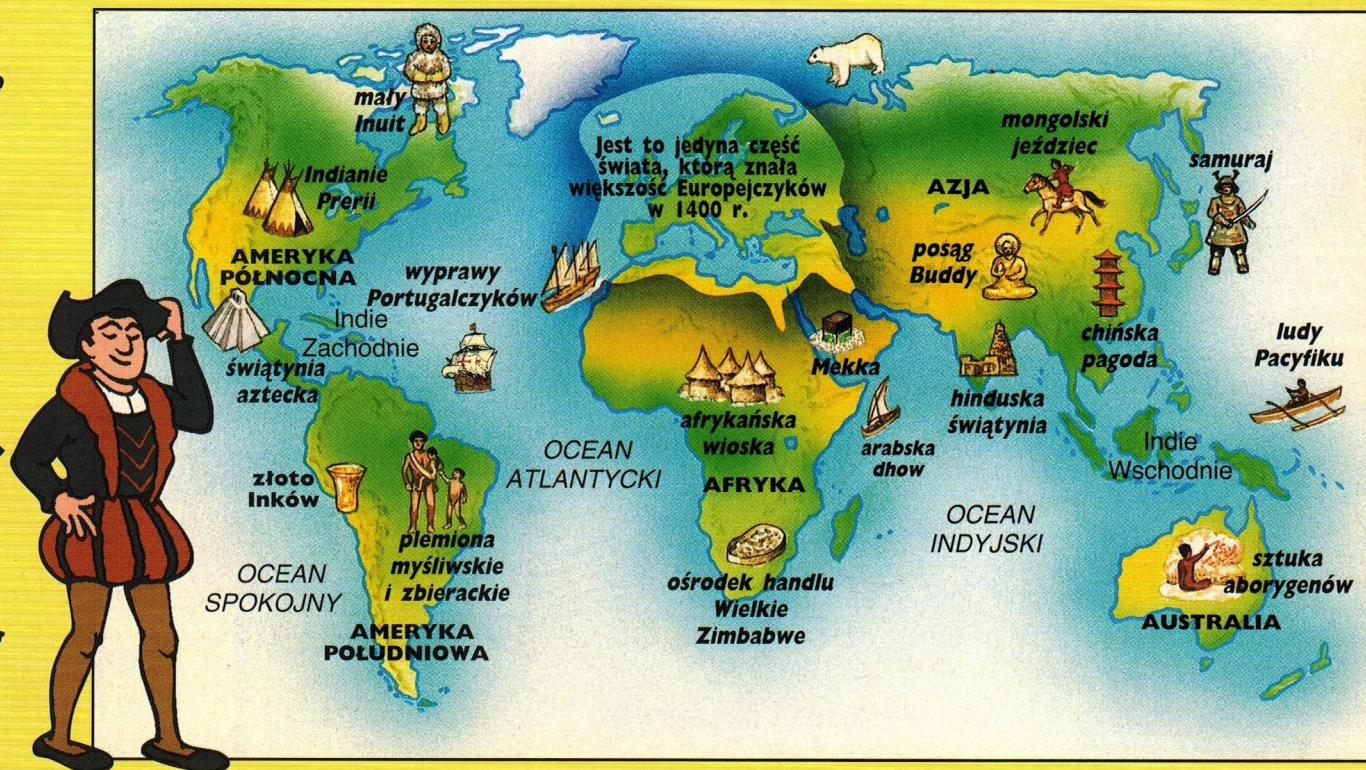 mały
Inuit
Jest to jedyna część
świata, którą znała
większość Europejczyków
w 1400 r.
mongolski
jeździec
samuraj
Indianie
Prerii
AZJA
AMERYKA
PÓŁNOCNA
posąg
Buddy
wyprawy
Portugalczyków
Indie
Zachodnie
chińska
pagoda
ludy
Pacyfiku
świątynia
aztecka
Mekka
hinduska
świątynia
afrykańska
wioska
arabska
dhow
Indie
Wschodnie
OCEAN
ATLANTYCKI
AFRYKA
złoto
Inków
OCEAN
INDYJSKI
plemiona
myśliwskie
i zbierackie
sztuka
aborygenów
OCEAN
SPOKOJNY
ośrodek handlu
Wielkie
Zimbabwe
AMERYKA
POŁUDNIOWA
AUSTRALIA